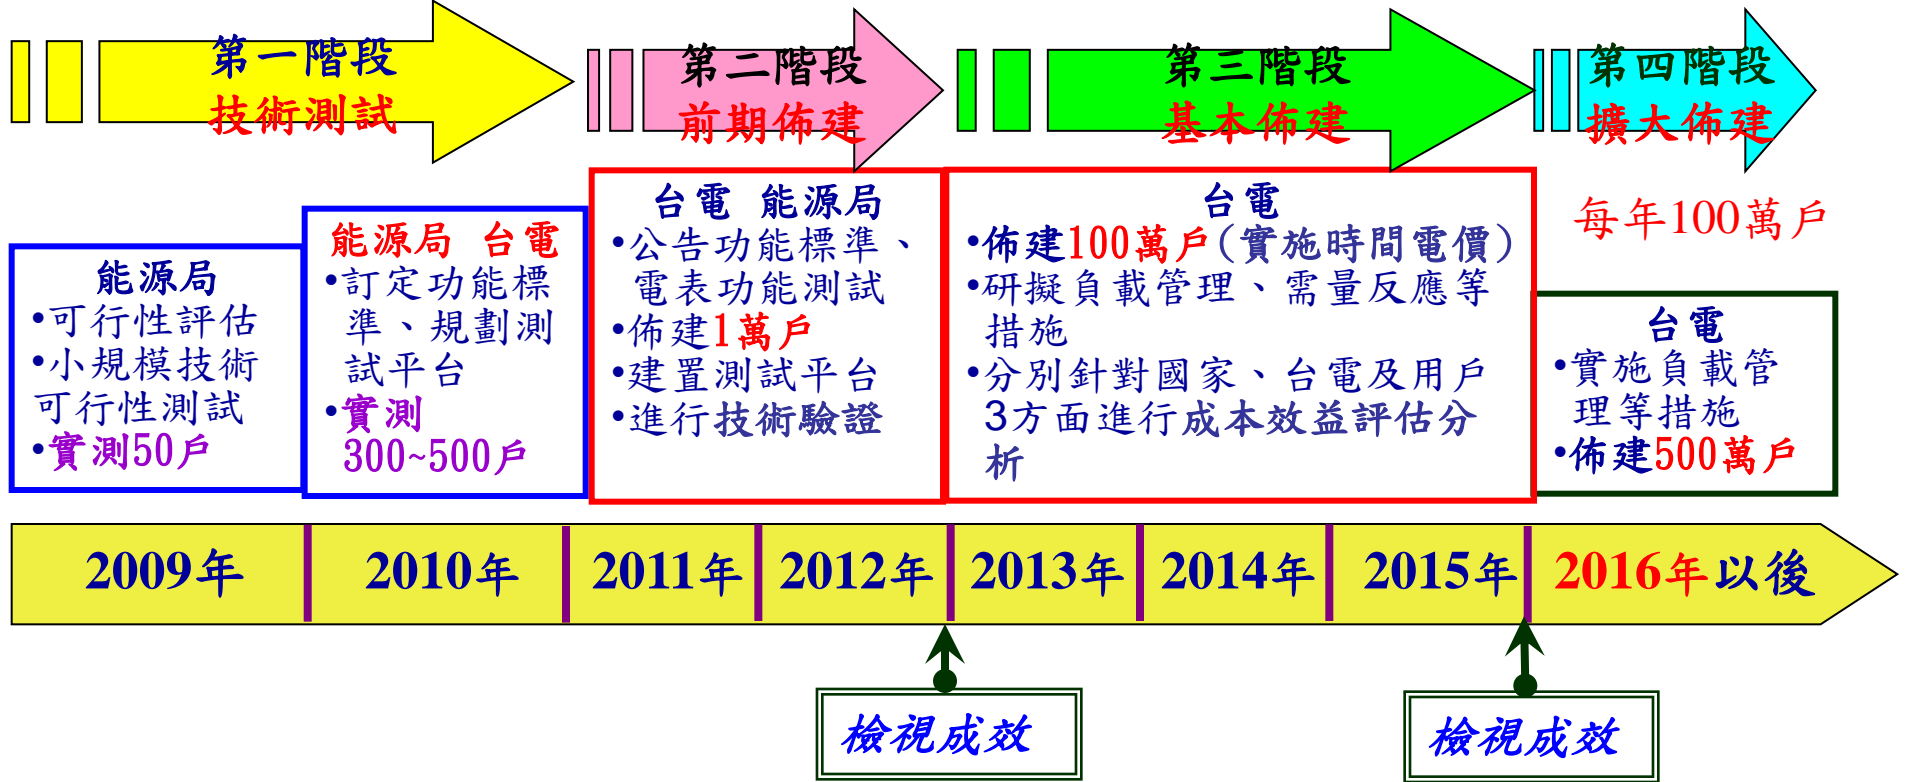 第一階段
技術測試
第二階段
前期佈建
第三階段
基本佈建
第四階段
擴大佈建
能源局
•可行性評估
•小規模技術
可行性測試
•實測50戶
能源局 台電
•訂定功能標
準、規劃測
試平台
•實測
300~500戶
台電 能源局
•公告功能標準、
電表功能測試
•佈建1萬戶
•建置測試平台
•進行技術驗證
台電
•佈建100萬戶(實施時間電價)
•研擬負載管理、需量反應等
措施
•分別針對國家、台電及用戶
3方面進行成本效益評估分
析
每年100萬戶
台電
•實施負載管
理等措施
•佈建500萬戶
2009年
2010年
2011年
2012年
2013年
2014年
2015年
2016年以後
檢視成效
檢視成效